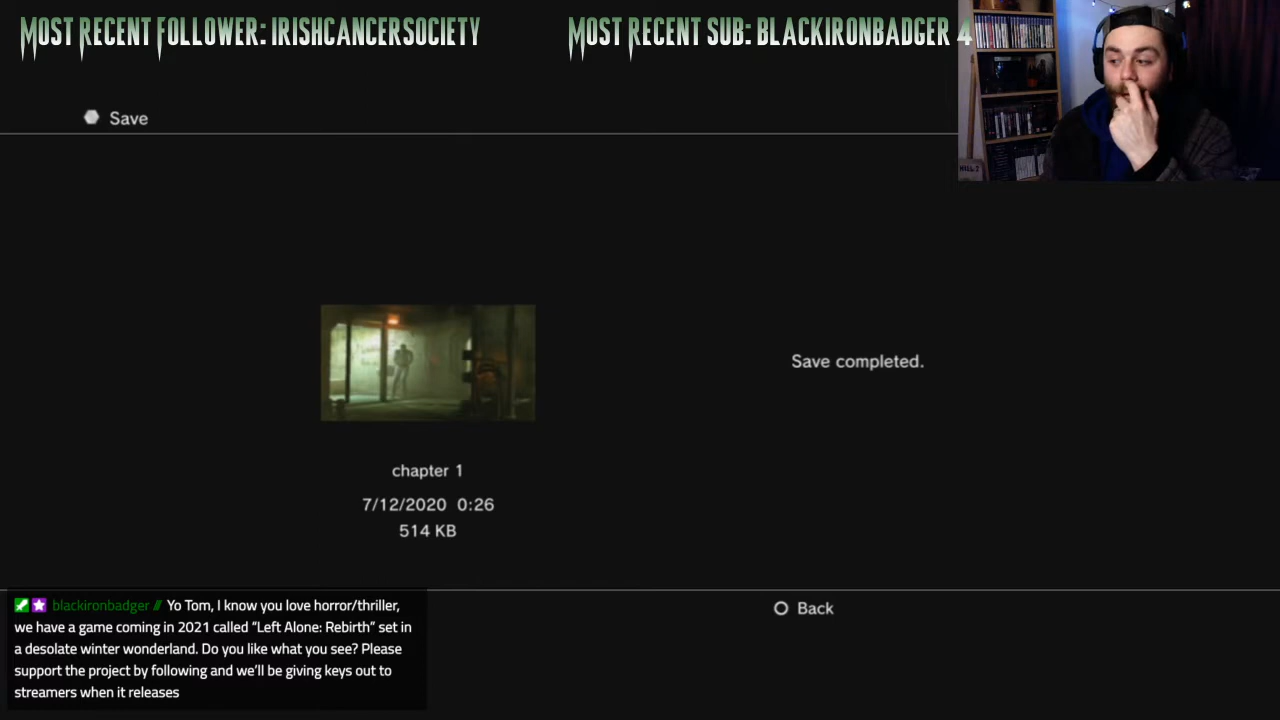 MOST RECENT FOLLOWER: IRISHCANCERSOCIETY
MOST RECENT SUB: BLACKIRONBADGER 4
Save
Save completed.
chapter 1
7/12/2020 0:26
514 KB
Back
blackironbadger // Yo Tom, I know you love horror/thriller,
we have a game coming in 2021 called “Left Alone: Rebirth” set in
a desolate winter wonderland. Do you like what you see? Please
support the project by following and we’ll be giving keys out to
streamers when it releases